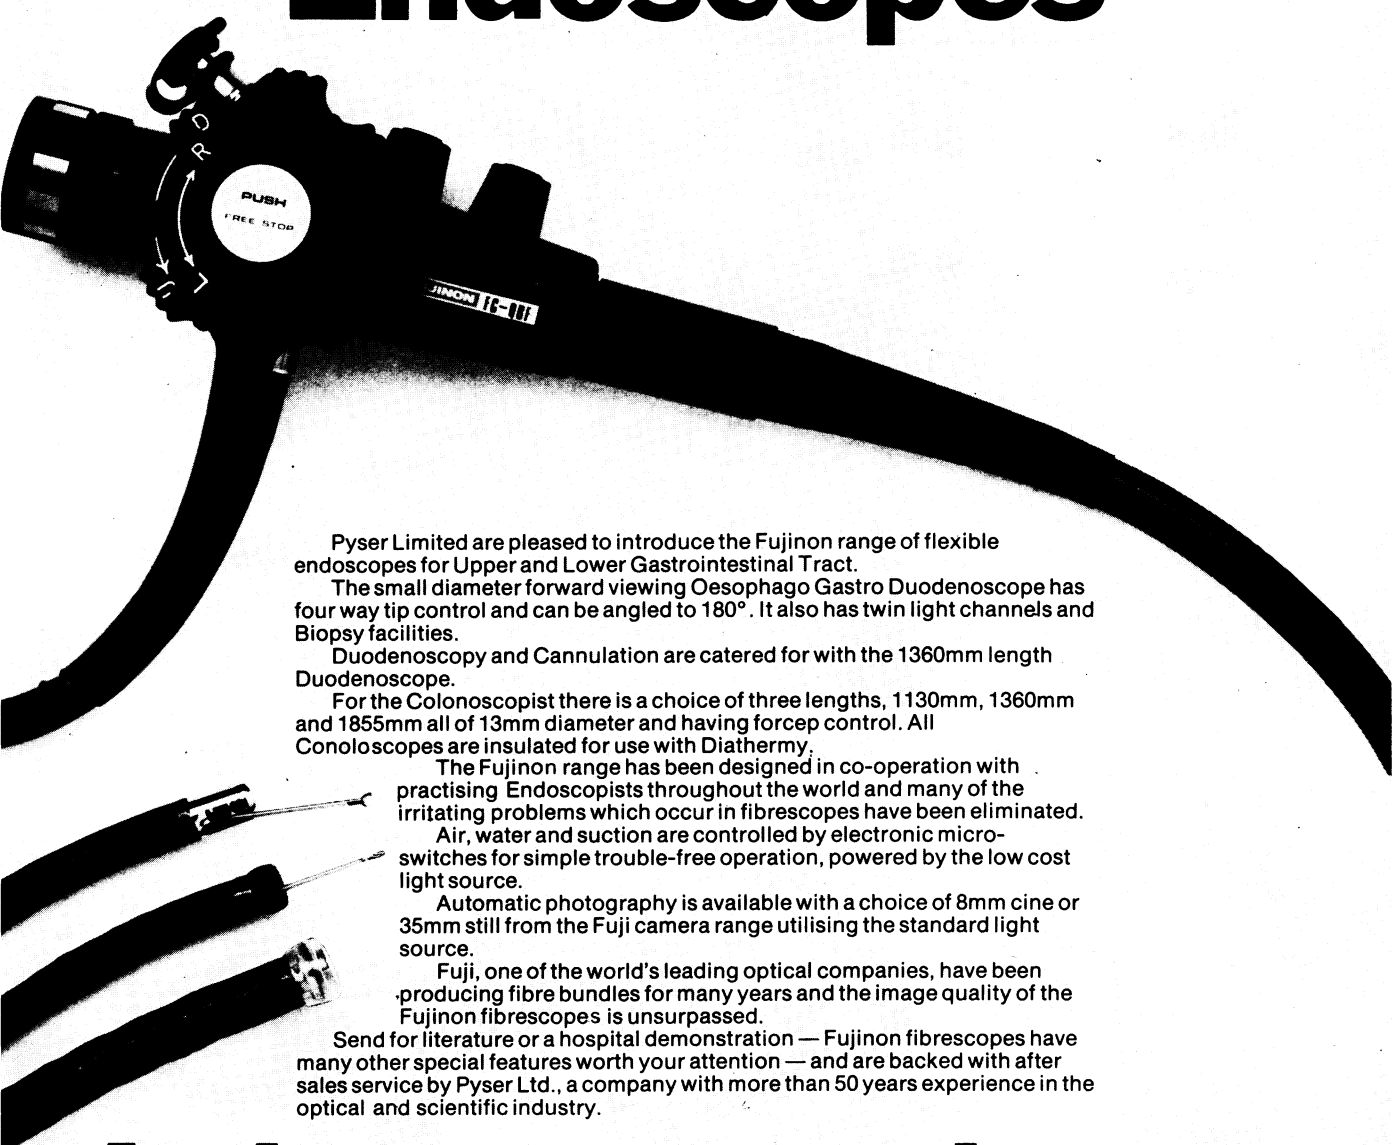 Endoscopes
D
R
PUSH
FREE STOP
L
U
JINON FG-QBF
Pyser Limited are pleased to introduce the Fujinon range of flexible
endoscopes for Upper and Lower Gastrointestinal Tract.
The small diameter forward viewing Oesophago Gastro Duodenoscope has
four way tip control and can be angled to 180°. It also has twin light channels and
Biopsy facilities.
Duodenoscopy and Cannulation are catered for with the 1360mm length
Duodenoscope.
For the Colonoscopist there is a choice of three lengths, 1130mm, 1360mm
and 1855mm all of 13mm diameter and having forcep control. All
Conoloscopes are insulated for use with Diathermy.
The Fujinon range has been designed in co-operation with
practising Endoscopists throughout the world and many of the
irritating problems which occur in fibrescopes have been eliminated.
Air, water and suction are controlled by electronic micro-
switches for simple trouble-free operation, powered by the low cost
light source.
Automatic photography is available with a choice of 8mm cine or
35mm still from the Fuji camera range utilising the standard light
source.
Fuji, one of the world's leading optical companies, have been
producing fibre bundles for many years and the image quality of the
Fujinon fibrescopes is unsurpassed.
Send for literature or a hospital demonstration — Fujinon fibrescopes have
many other special features worth your attention — and are backed with after
sales service by Pyser Ltd., a company with more than 50 years experience in the
optical and scientific industry.